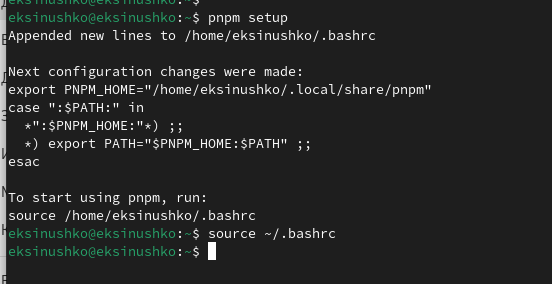 eksinushko@eksinushko:~$
eksinushko@eksinushko:~$ pnpm setup
Appended new lines to /home/eksinushko/.bashrc

Next configuration changes were made:
export PNPM_HOME="/home/eksinushko/.local/share/pnpm"
case ":$PATH:" in
  *":$PNPM_HOME:"*) ;;
  *) export PATH="$PNPM_HOME:$PATH" ;;
esac

To start using pnpm, run:
source /home/eksinushko/.bashrc
eksinushko@eksinushko:~$ source ~/.bashrc
eksinushko@eksinushko:~$